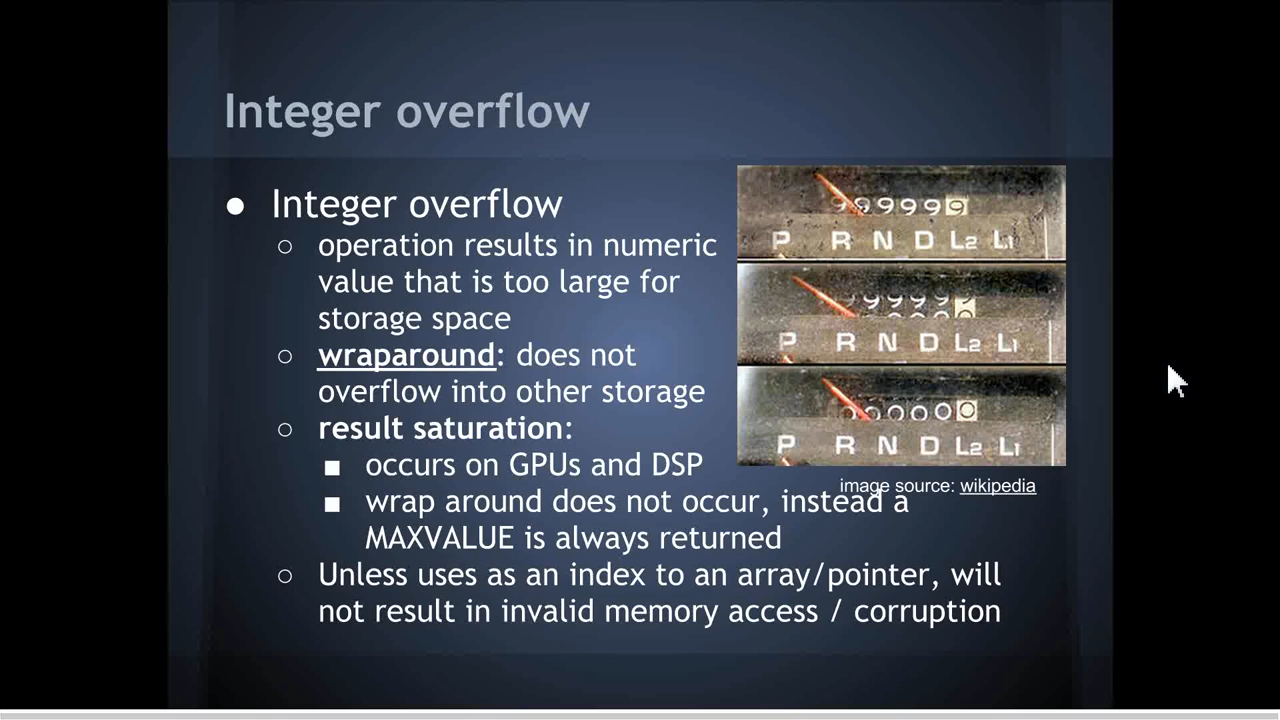 Integer overflow
● Integer overflow
○ operation results in numeric
value that is too large for
storage space
○ wraparound: does not
overflow into other storage
○ result saturation:
■ occurs on GPUs and DSP
■ wrap around does not occur, instead a
MAXVALUE is always returned
○ Unless uses as an index to an array/pointer, will
not result in invalid memory access / corruption
999999
P R N D L2 L1
P R N D L2 L1
00000
P R N D L2 L1
image source: wikipedia